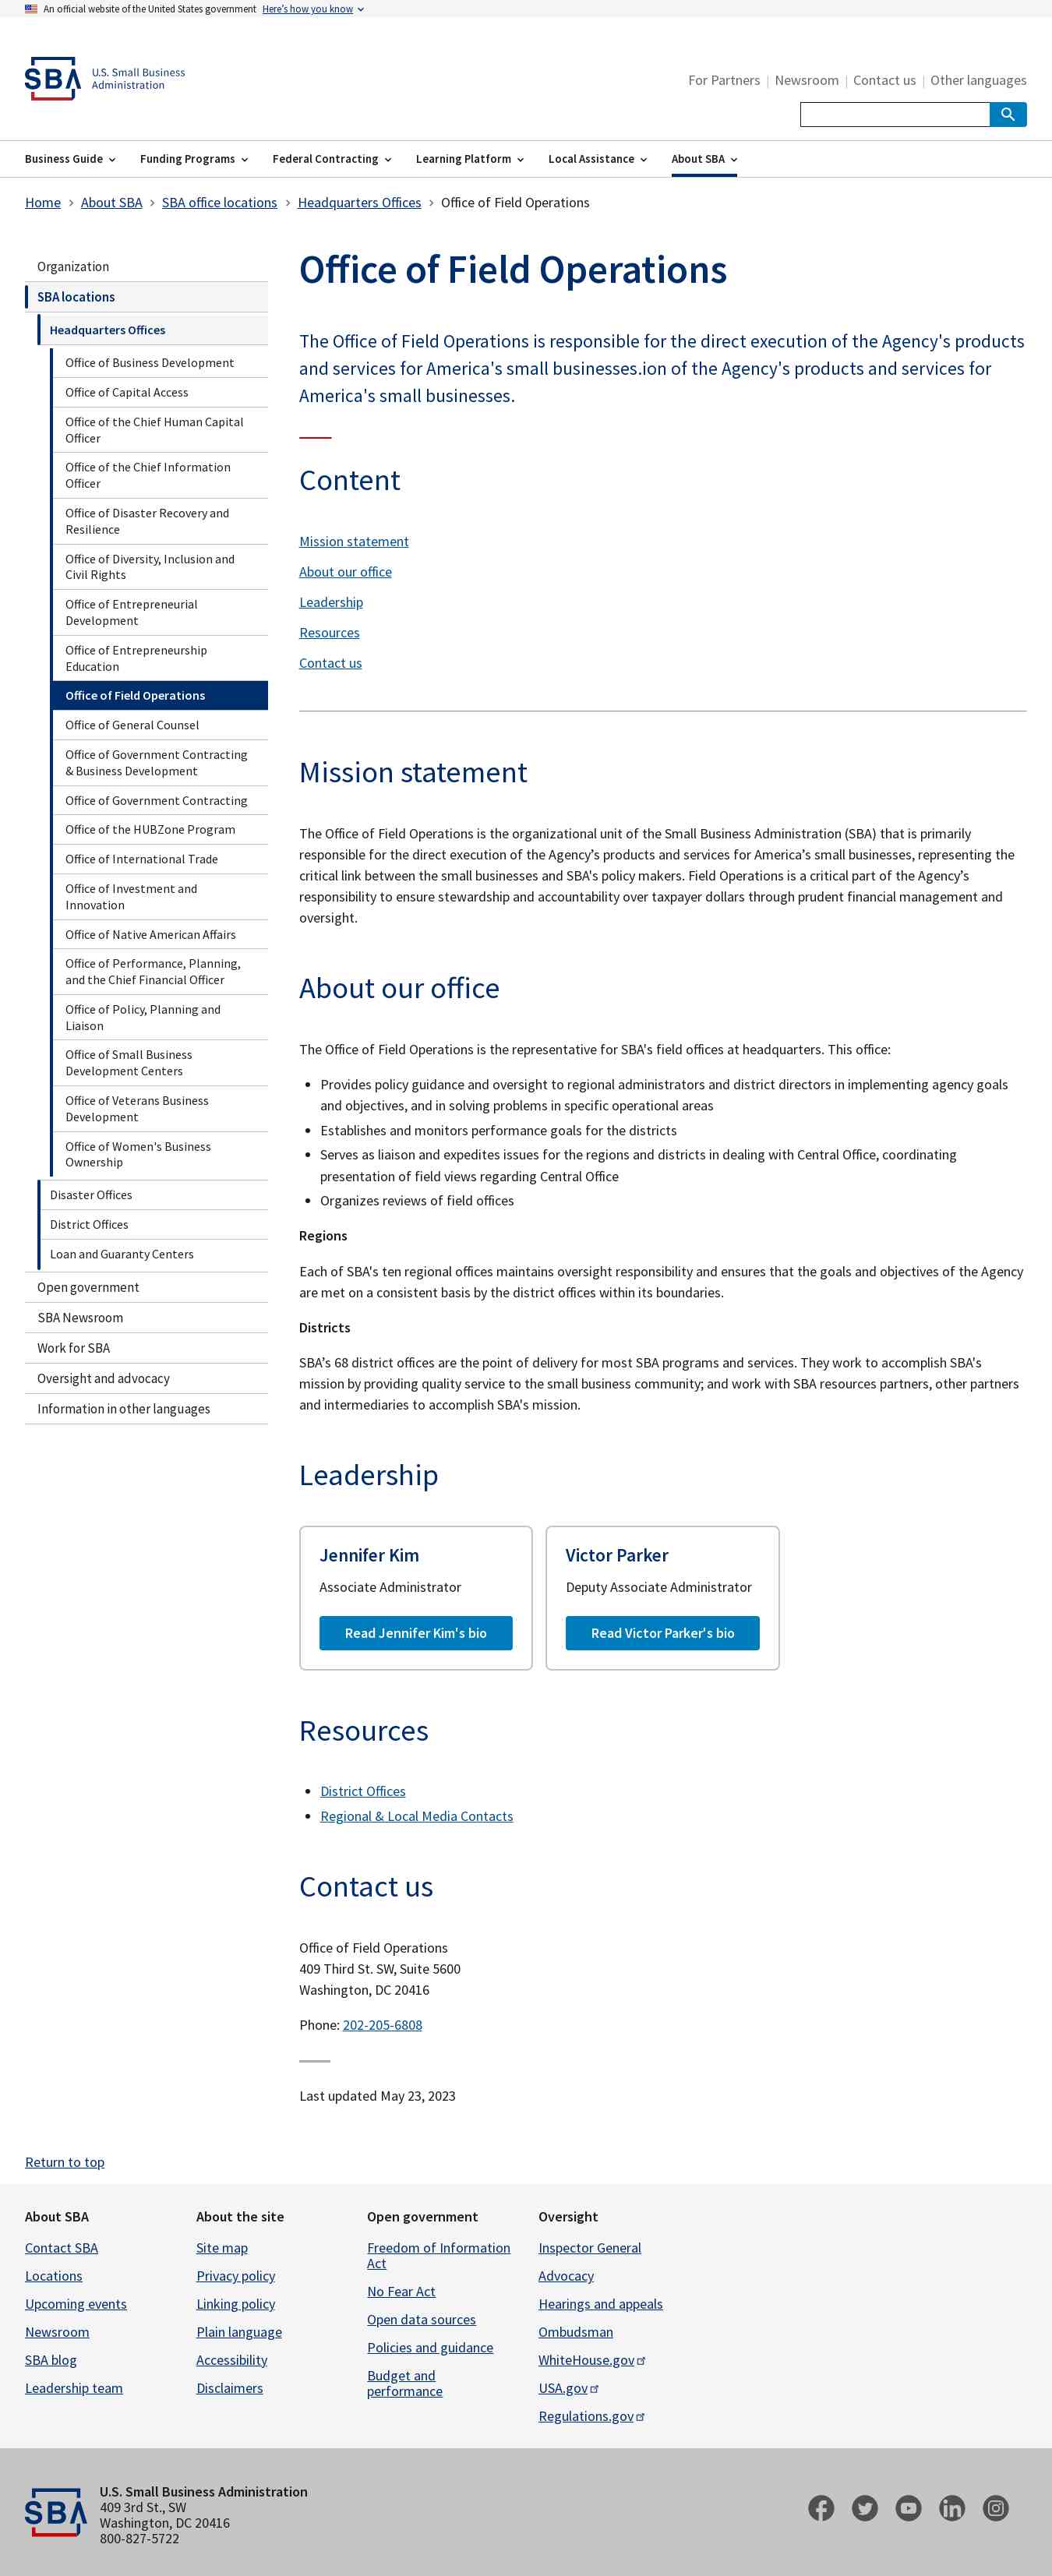 An official website of the United States government Here's how you know
SBA U.S. Small Business
Administration
For Partners | Newsroom | Contact us | Other languages
Business Guide Funding Programs Federal Contracting Learning Platform Local Assistance About SBA
Home > About SBA > SBA office locations > Headquarters Offices > Office of Field Operations
Organization
SBA locations
Headquarters Offices
Office of Business Development
Office of Capital Access
Office of the Chief Human Capital
Officer
Office of the Chief Information
Officer
Office of Disaster Recovery and
Resilience
Office of Diversity, Inclusion and
Civil Rights
Office of Entrepreneurial
Development
Office of Entrepreneurship
Education
Office of Field Operations
Office of General Counsel
Office of Government Contracting
& Business Development
Office of Government Contracting
Office of the HUBZone Program
Office of International Trade
Office of Investment and
Innovation
Office of Native American Affairs
Office of Performance, Planning,
and the Chief Financial Officer
Office of Policy, Planning and
Liaison
Office of Small Business
Development Centers
Office of Veterans Business
Development
Office of Women's Business
Ownership
Disaster Offices
District Offices
Loan and Guaranty Centers
Open government
SBA Newsroom
Work for SBA
Oversight and advocacy
Information in other languages
Office of Field Operations
The Office of Field Operations is responsible for the direct execution of the Agency's products
and services for America's small businesses.ion of the Agency's products and services for
America's small businesses.
Content
Mission statement
About our office
Leadership
Resources
Contact us
Mission statement
The Office of Field Operations is the organizational unit of the Small Business Administration (SBA) that is primarily
responsible for the direct execution of the Agency’s products and services for America’s small businesses, representing the
critical link between the small businesses and SBA's policy makers. Field Operations is a critical part of the Agency’s
responsibility to ensure stewardship and accountability over taxpayer dollars through prudent financial management and
oversight.
About our office
The Office of Field Operations is the representative for SBA's field offices at headquarters. This office:
• Provides policy guidance and oversight to regional administrators and district directors in implementing agency goals
and objectives, and in solving problems in specific operational areas
• Establishes and monitors performance goals for the districts
• Serves as liaison and expedites issues for the regions and districts in dealing with Central Office, coordinating
presentation of field views regarding Central Office
• Organizes reviews of field offices
Regions
Each of SBA's ten regional offices maintains oversight responsibility and ensures that the goals and objectives of the Agency
are met on a consistent basis by the district offices within its boundaries.
Districts
SBA’s 68 district offices are the point of delivery for most SBA programs and services. They work to accomplish SBA's
mission by providing quality service to the small business community; and work with SBA resources partners, other partners
and intermediaries to accomplish SBA's mission.
Leadership
Jennifer Kim
Associate Administrator
Read Jennifer Kim's bio
Victor Parker
Deputy Associate Administrator
Read Victor Parker's bio
Resources
• District Offices
• Regional & Local Media Contacts
Contact us
Office of Field Operations
409 Third St. SW, Suite 5600
Washington, DC 20416
Phone: 202-205-6808
Last updated May 23, 2023
Return to top
About SBA
Contact SBA
Locations
Upcoming events
Newsroom
SBA blog
Leadership team
About the site
Site map
Privacy policy
Linking policy
Plain language
Accessibility
Disclaimers
Open government
Freedom of Information
Act
No Fear Act
Open data sources
Policies and guidance
Budget and
performance
Oversight
Inspector General
Advocacy
Hearings and appeals
Ombudsman
WhiteHouse.gov
USA.gov
Regulations.gov
SBA
U.S. Small Business Administration
409 3rd St., SW
Washington, DC 20416
800-827-5722